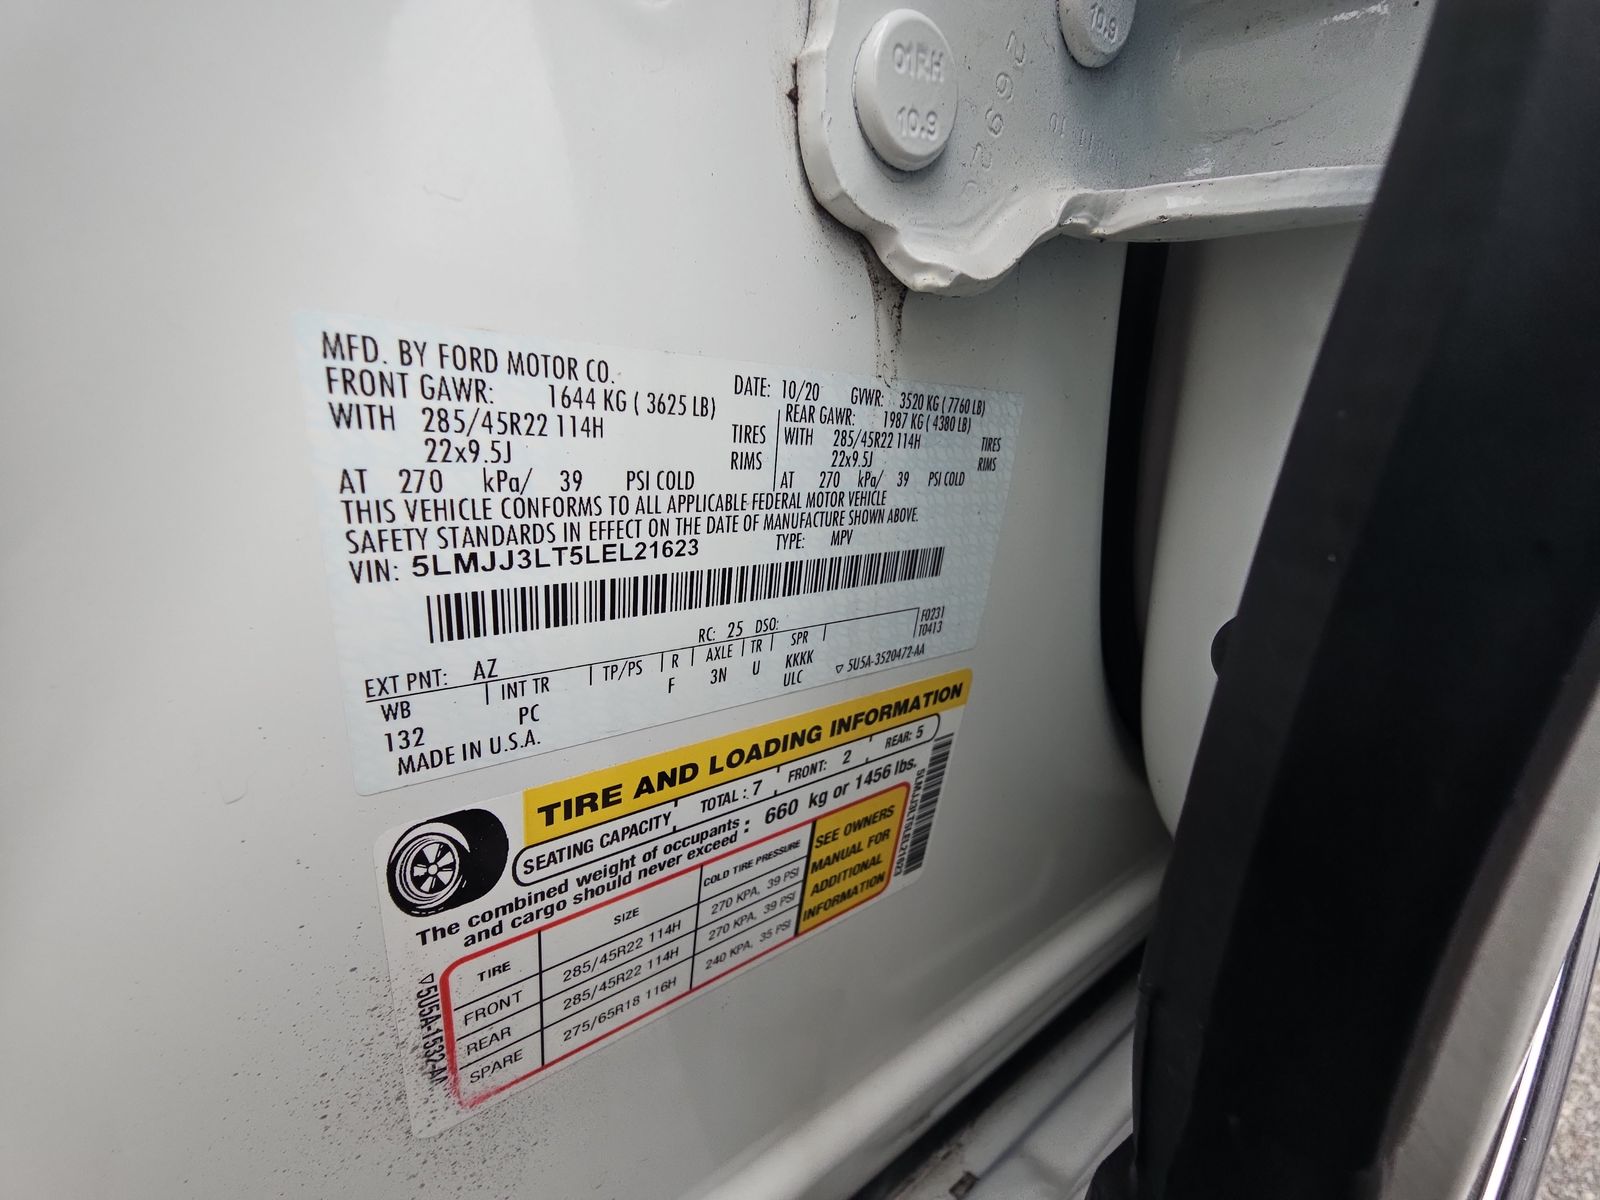 01RH
10.9
10.9
MFD. BY FORD MOTOR CO.
DATE: 10/20 GVWR: 3520 KG ( 7760 LB)
FRONT GAWR: 1644 KG ( 3625 LB)
WITH 285/45R22 114H TIRES
22x9.5J RIMS
AT 270 kPa/ 39 PSI COLD
REAR GAWR: 1987 KG ( 4380 LB)
WITH 285/45R22 114H TIRES
22x9.5J RIMS
AT 270 kPa/ 39 PSI COLD
THIS VEHICLE CONFORMS TO ALL APPLICABLE FEDERAL MOTOR VEHICLE
SAFETY STANDARDS IN EFFECT ON THE DATE OF MANUFACTURE SHOWN ABOVE.
VIN: 5LMJJ3LT5LEL21623
TYPE: MPV
F0231
T0413
EXT PNT: AZ RC: 25 DSO:
WB INT TR TP/PS R AXLE TR SPR
132 PC F 3N U KKKK
ULC
MADE IN U.S.A.
▽ 5U5A-3520472-AA
TIRE AND LOADING INFORMATION
SEATING CAPACITY TOTAL : 7 FRONT: 2 REAR: 5
The combined weight of occupants
and cargo should never exceed : 660 kg or 1456 lbs.
TIRE SIZE COLD TIRE PRESSURE
FRONT 285/45R22 114H 270 KPA, 39 PSI
REAR 285/45R22 114H 270 KPA, 39 PSI
SPARE 275/65R18 116H 240 KPA, 35 PSI
SEE OWNERS
MANUAL FOR
ADDITIONAL
INFORMATION
5LMJJ3LT5LEL21623
▽5U5A-1532-AA